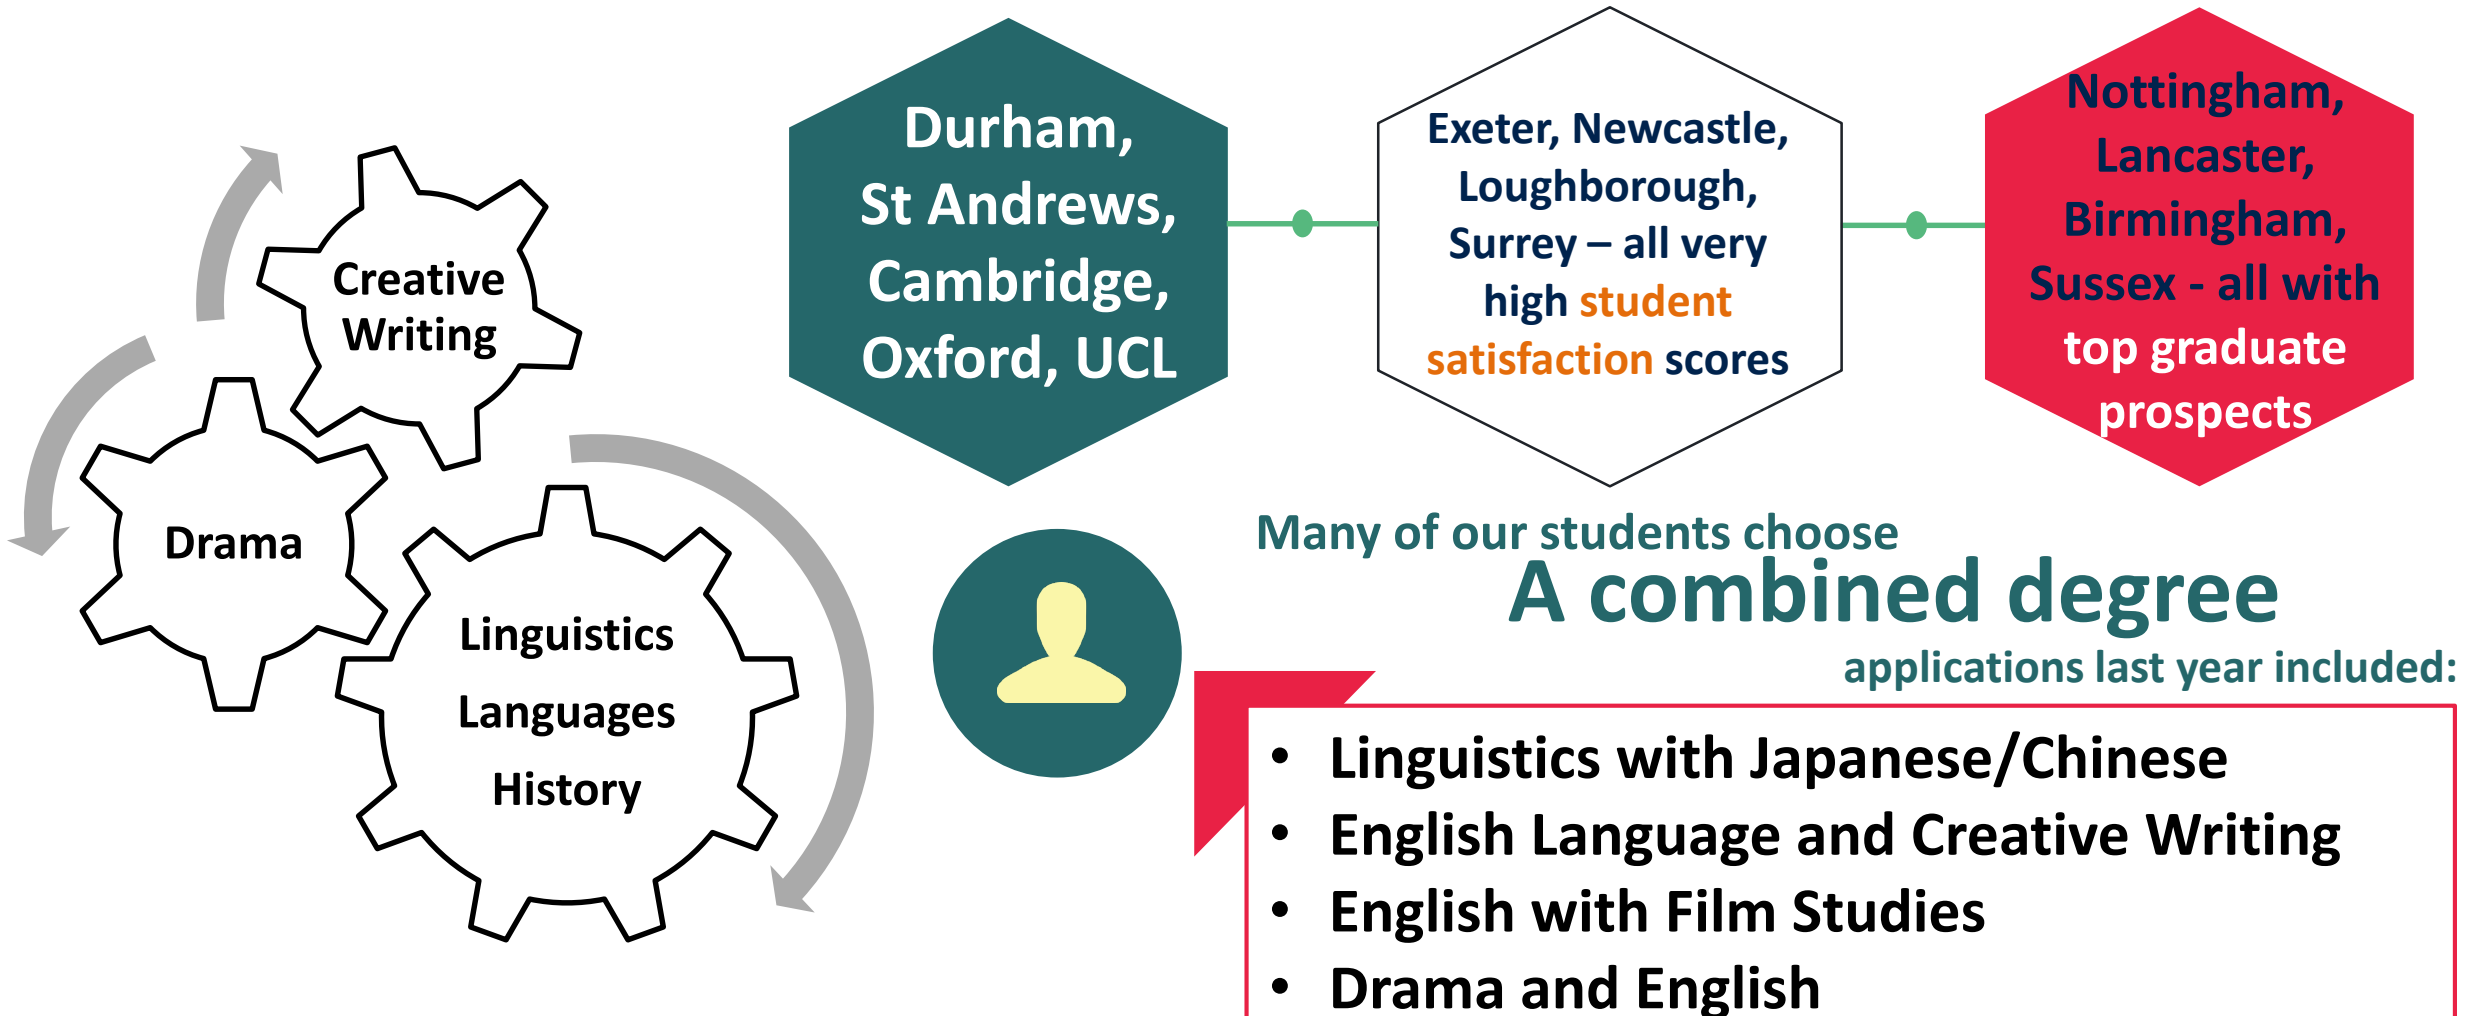 Creative
Writing
Drama
Linguistics
Languages
History
Durham,
St Andrews,
Cambridge,
Oxford, UCL
Exeter, Newcastle,
Loughborough,
Surrey – all very
high student
satisfaction scores
Nottingham,
Lancaster,
Birmingham,
Sussex - all with
top graduate
prospects
Many of our students choose
A combined degree
applications last year included:
• Linguistics with Japanese/Chinese
• English Language and Creative Writing
• English with Film Studies
• Drama and English